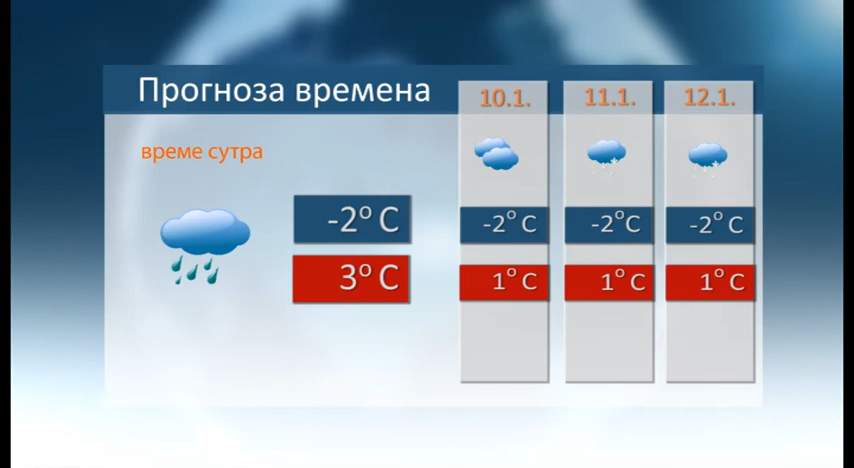 Прогноза времена
време сутра
-2° C
3° C
10.1.
-2° C
1° C
11.1.
-2°C
1° C
12.1.
-2° C
1° C